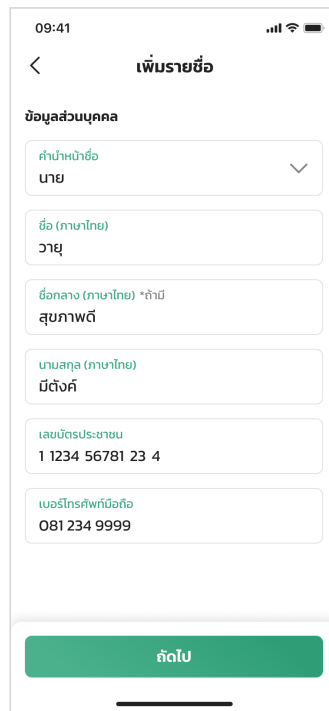 09:41
เพิ่มรายชื่อ
ข้อมูลส่วนบุคคล
คำนำหน้าชื่อ
นาย
ชื่อ (ภาษาไทย)
วายุ
ชื่อกลาง (ภาษาไทย) *ถ้ามี
สุขภาพดี
นามสกุล (ภาษาไทย)
มีตังค์
เลขบัตรประชาชน
1 1234 56781 23 4
เบอร์โทรศัพท์มือถือ
081 234 9999
ถัดไป